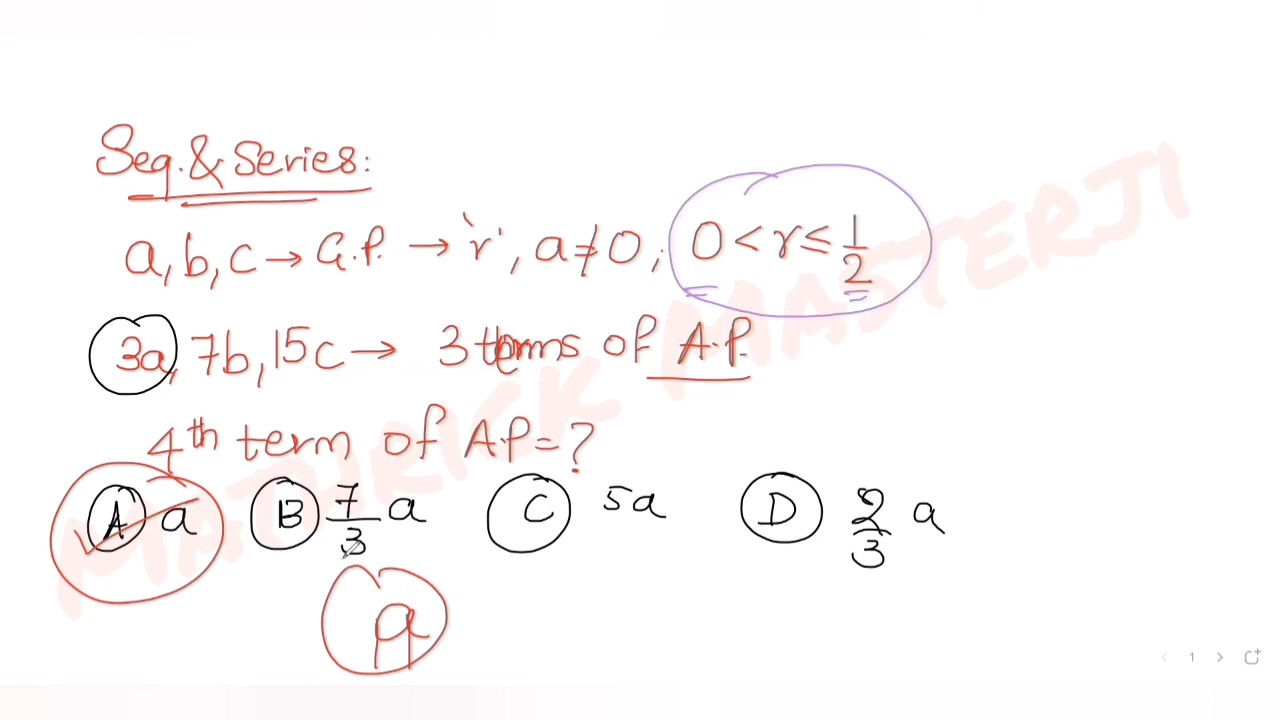 Seq. & Series:
a, b, c → G.P. → 'r', a ≠ 0; 0 < r ≤ 1/2
3a, 7b, 15c → 3 terms of A.P.
4th term of A.P = ?
A a B 7/3 a C 5a D 2/3 a
a
MATHRICK MASTERJI
1